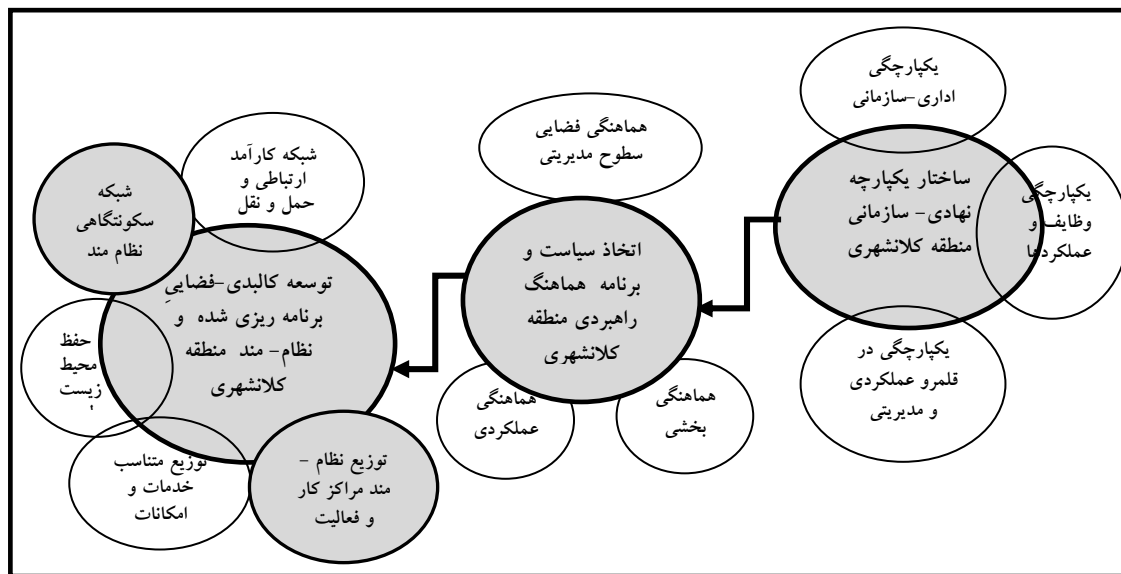 یکپارچگی
اداری-سازمانی
ساختار یکپارچه
نهادی- سازمانی
منطقه کلانشهری
یکپارچگی
وظایف و
عملکردها
یکپارچگی در
قلمرو عملکردی
و مدیریتی
هماهنگی فضایی
سطوح مدیریتی
اتخاذ سیاست و
برنامه هماهنگ
راهبردی منطقه
کلانشهری
هماهنگی
بخشی
هماهنگی
عملکردی
شبکه کارآمد
ارتباطی و
حمل و نقل
شبکه
سکونتگاهی
نظام مند
توسعه کالبدی-فضاییِ
برنامه ریزی شده و
نظام- مند منطقه
کلانشهری
حفظ
محیط
زیست
توزیع متناسب
خدمات و
امکانات
توزیع نظام -
مند مراکز کار
و فعالیت